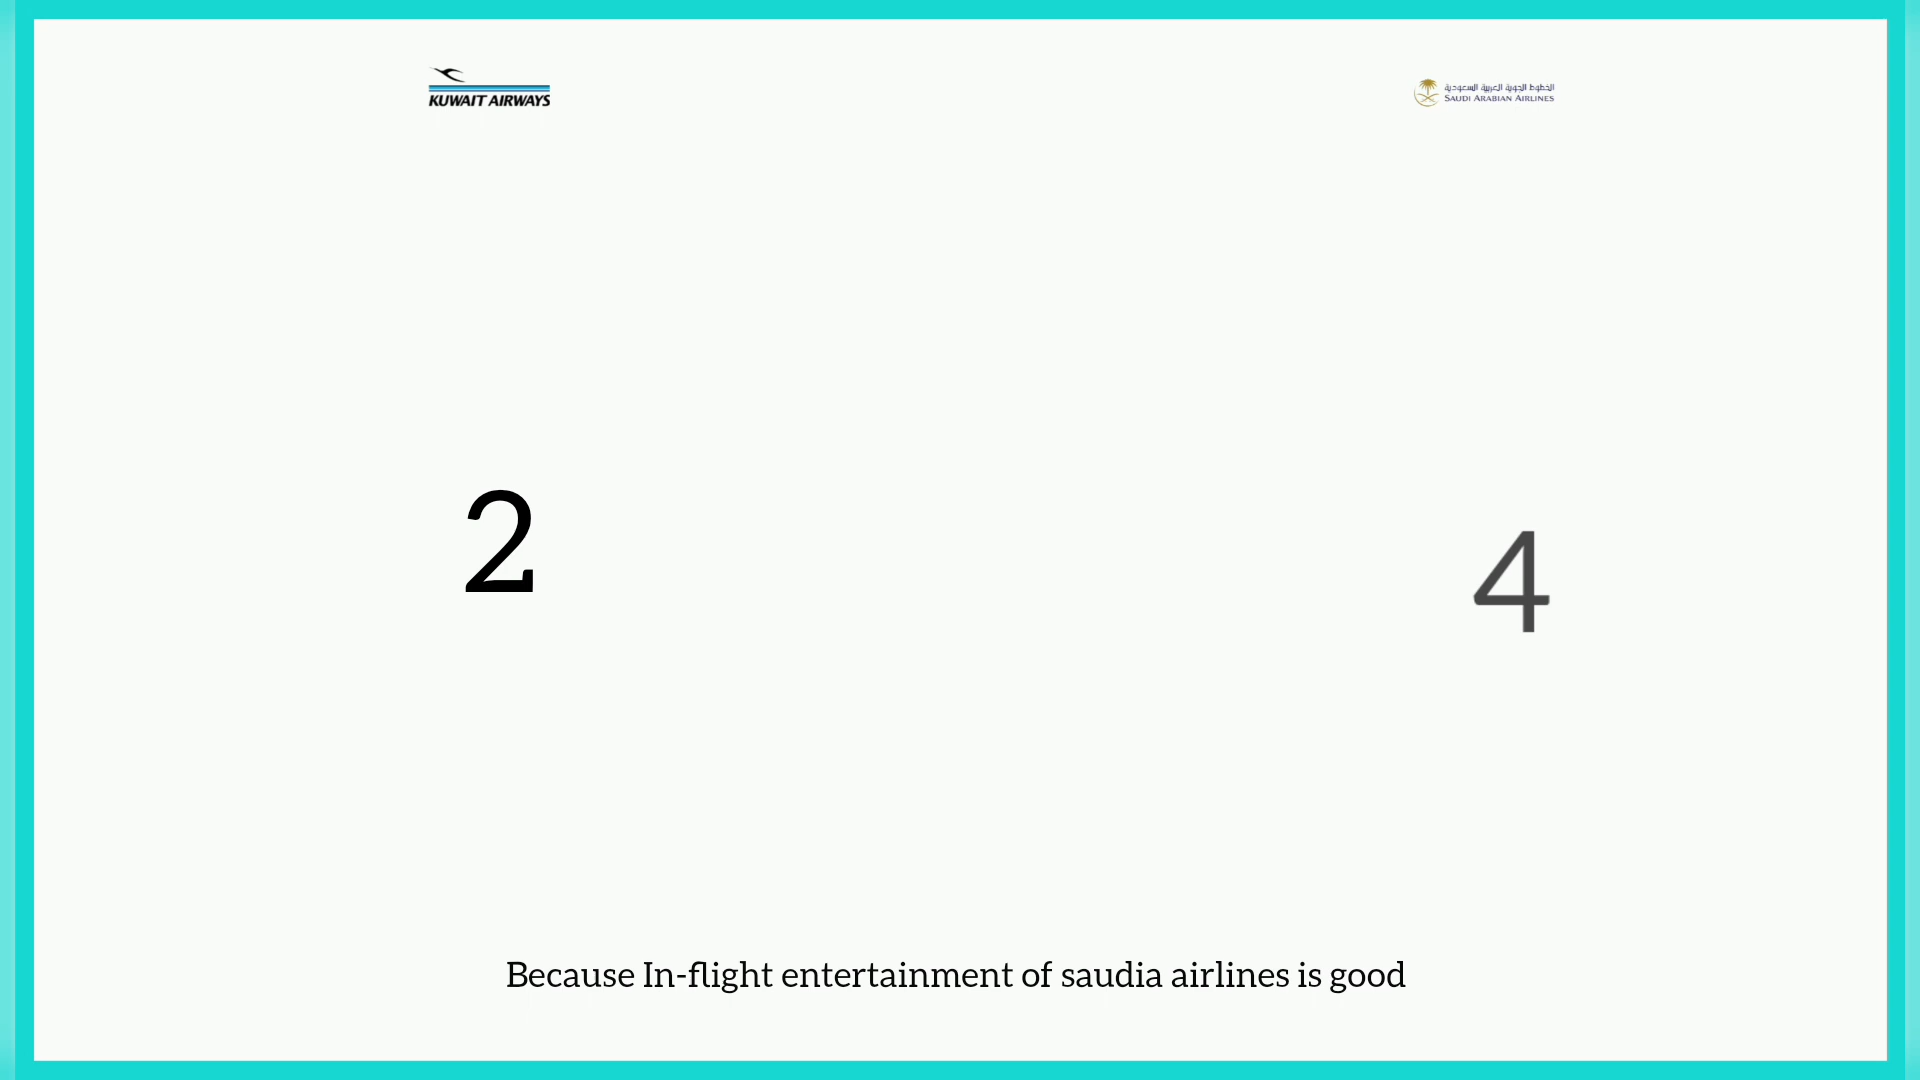 KUWAIT AIRWAYS
الخطوط الجوية العربية السعودية
SAUDI ARABIAN AIRLINES
2
4
Because In-flight entertainment of saudia airlines is good